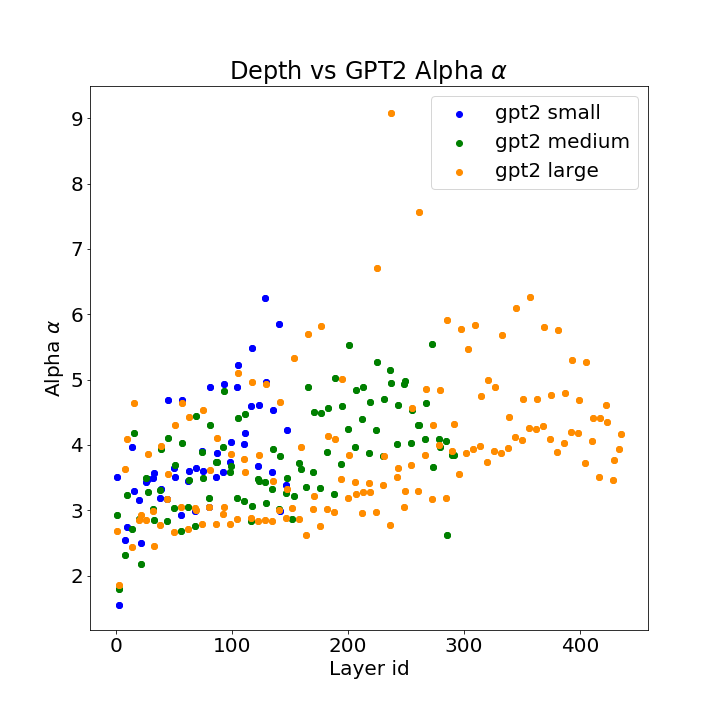 Depth vs GPT2 Alpha α
gpt2 small
gpt2 medium
gpt2 large
Alpha α
9
8
7
6
5
4
3
2
0 100 200 300 400
Layer id